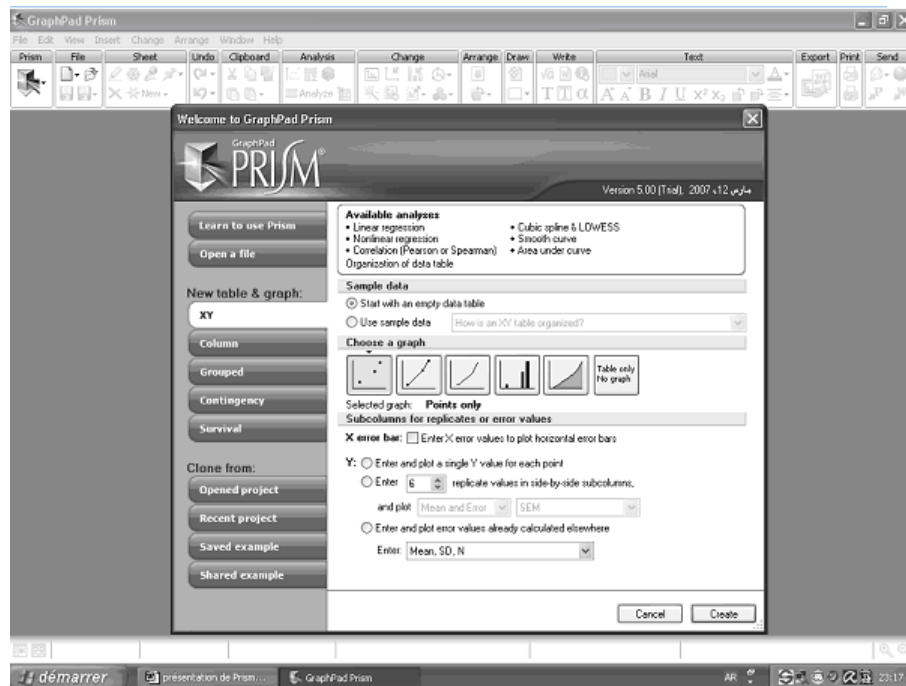 GraphPad Prism
File Edit View Insert Change Arrange Window Help
Prism File Sheet Undo Clipboard Analysis Change Arrange Draw Write Text Export Print Send
New
Analyze
Arial
Welcome to GraphPad Prism
GraphPad
PRISM®
Version 5.00 (Trial), 2007 ،12 مارس
Learn to use Prism
Open a file
New table & graph:
XY
Column
Grouped
Contingency
Survival
Clone from:
Opened project
Recent project
Saved example
Shared example
Available analyses
• Linear regression
• Nonlinear regression
• Correlation (Pearson or Spearman)
• Cubic spline & LOWESS
• Smooth curve
• Area under curve
Organization of data table
Sample data
Start with an empty data table
Use sample data How is an XY table organized?
Choose a graph
Table only
No graph
Selected graph: Points only
Subcolumns for replicates or error values
X error bar: Enter X error values to plot horizontal error bars
Y: Enter and plot a single Y value for each point
Enter 6 replicate values in side-by-side subcolumns,
and plot Mean and Error SEM
Enter and plot error values already calculated elsewhere
Enter: Mean, SD, N
Cancel Create
démarrer présentation de Prism... GraphPad Prism AR 23:17